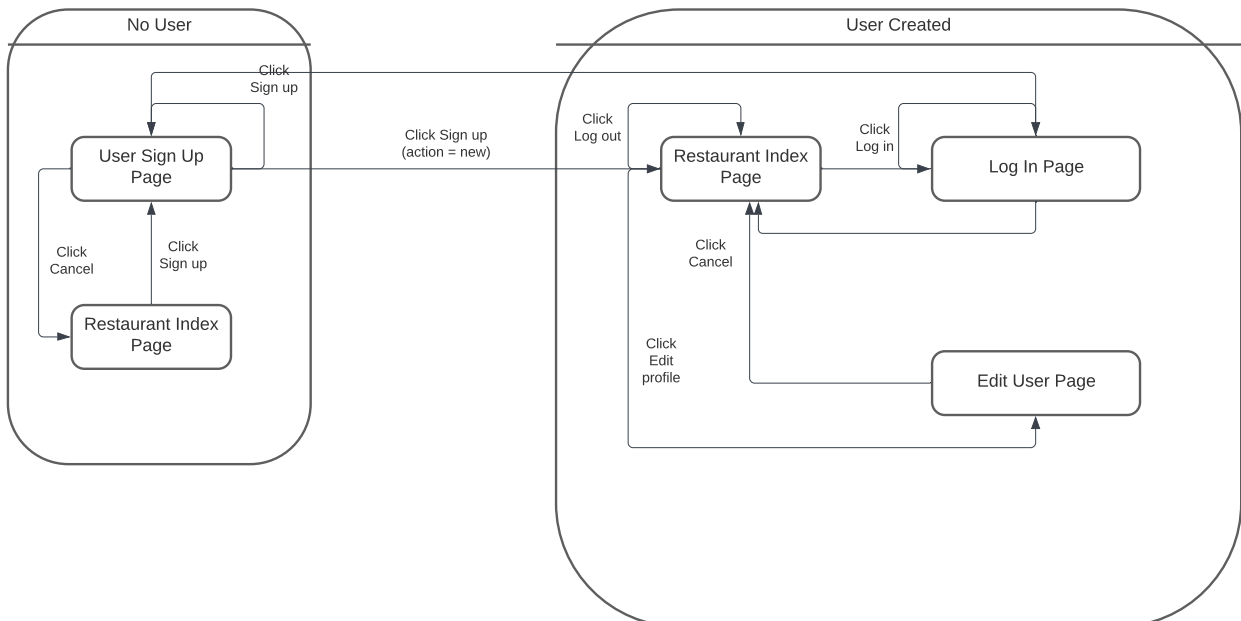 No User
User Created
Click
Sign up
Click
Log out
Click Sign up
(action = new)
Click
Log in
User Sign Up
Page
Restaurant Index
Page
Log In Page
Click
Cancel
Click
Sign up
Click
Cancel
Restaurant Index
Page
Click
Edit
profile
Edit User Page